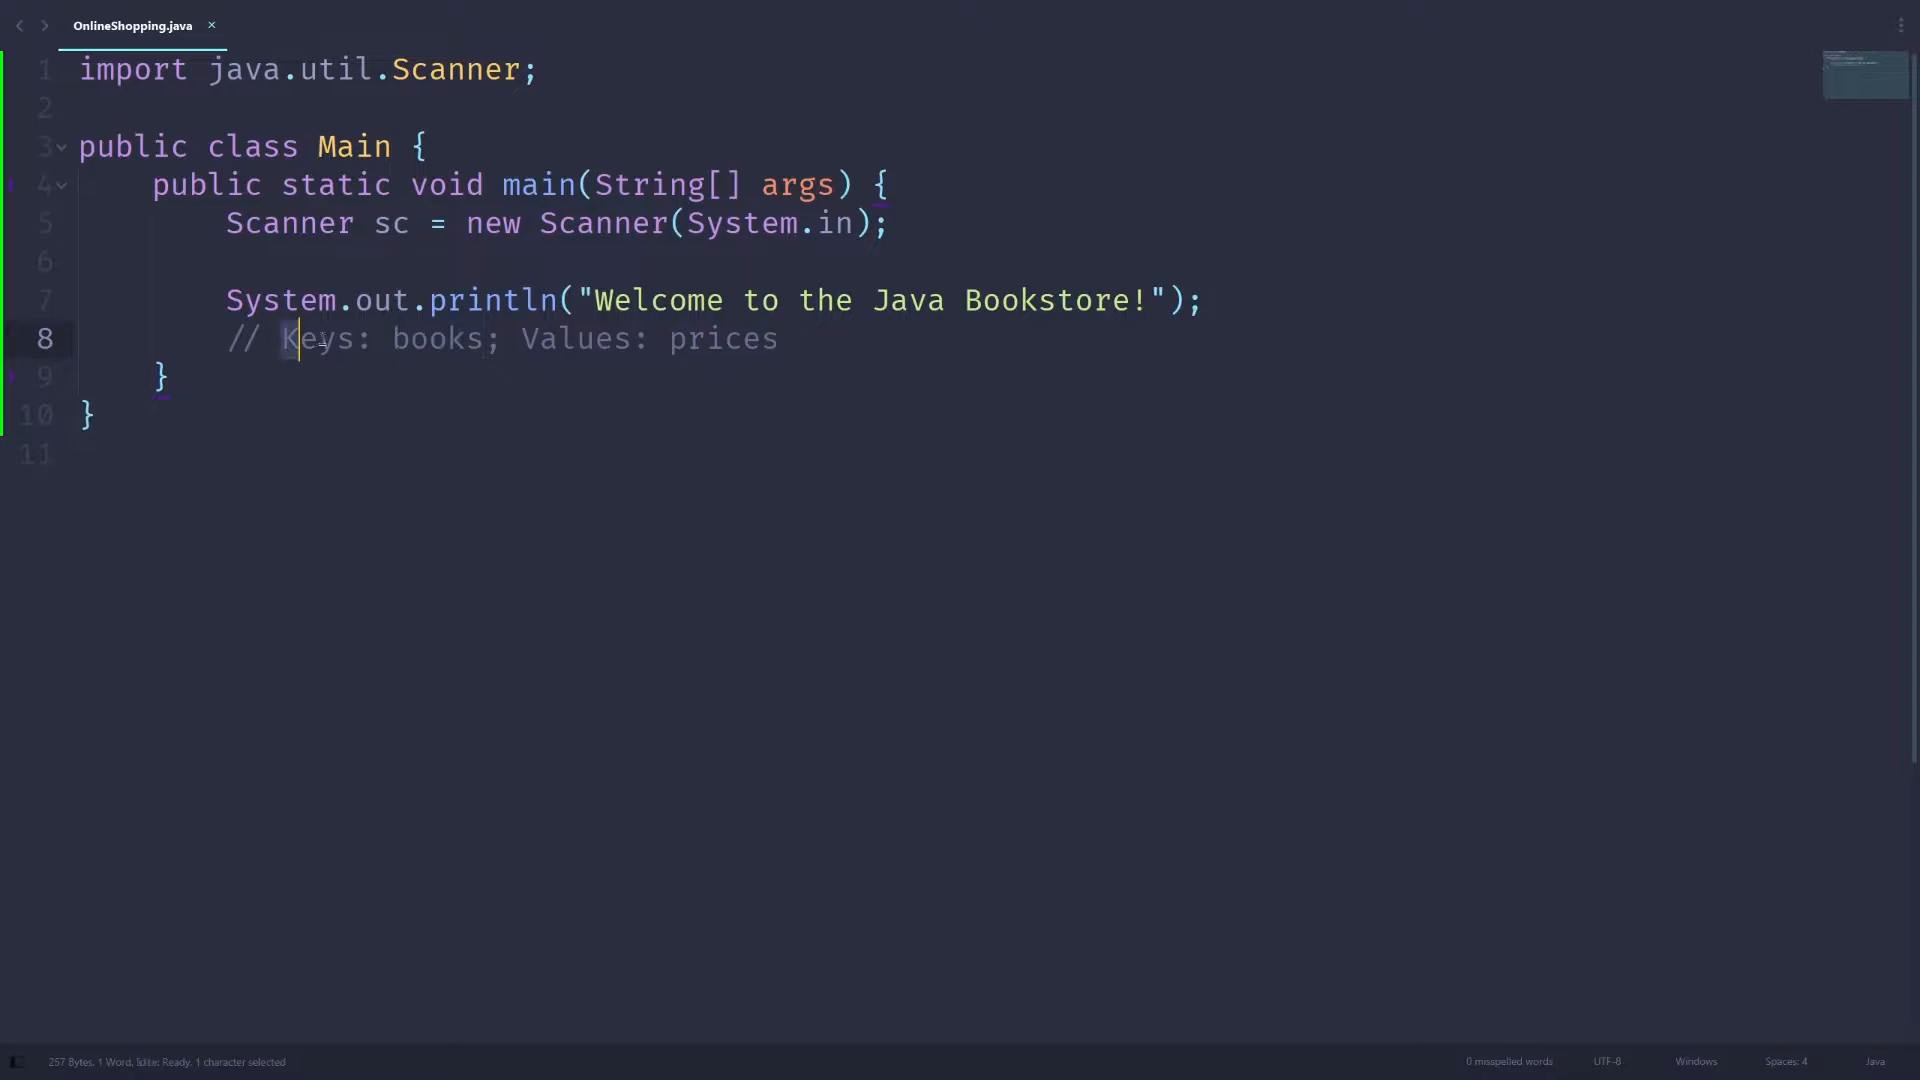 OnlineShopping.java ×
1 import java.util.Scanner;
2
3 public class Main {
4 public static void main(String[] args) {
5 Scanner sc = new Scanner(System.in);
6
7 System.out.println("Welcome to the Java Bookstore!");
8 // Keys: books; Values: prices
9 }
10 }
11
257 Bytes, 1 Word, Ready, 1 character selected
0 misspelled words
UTF-8
Windows
Spaces: 4
Java